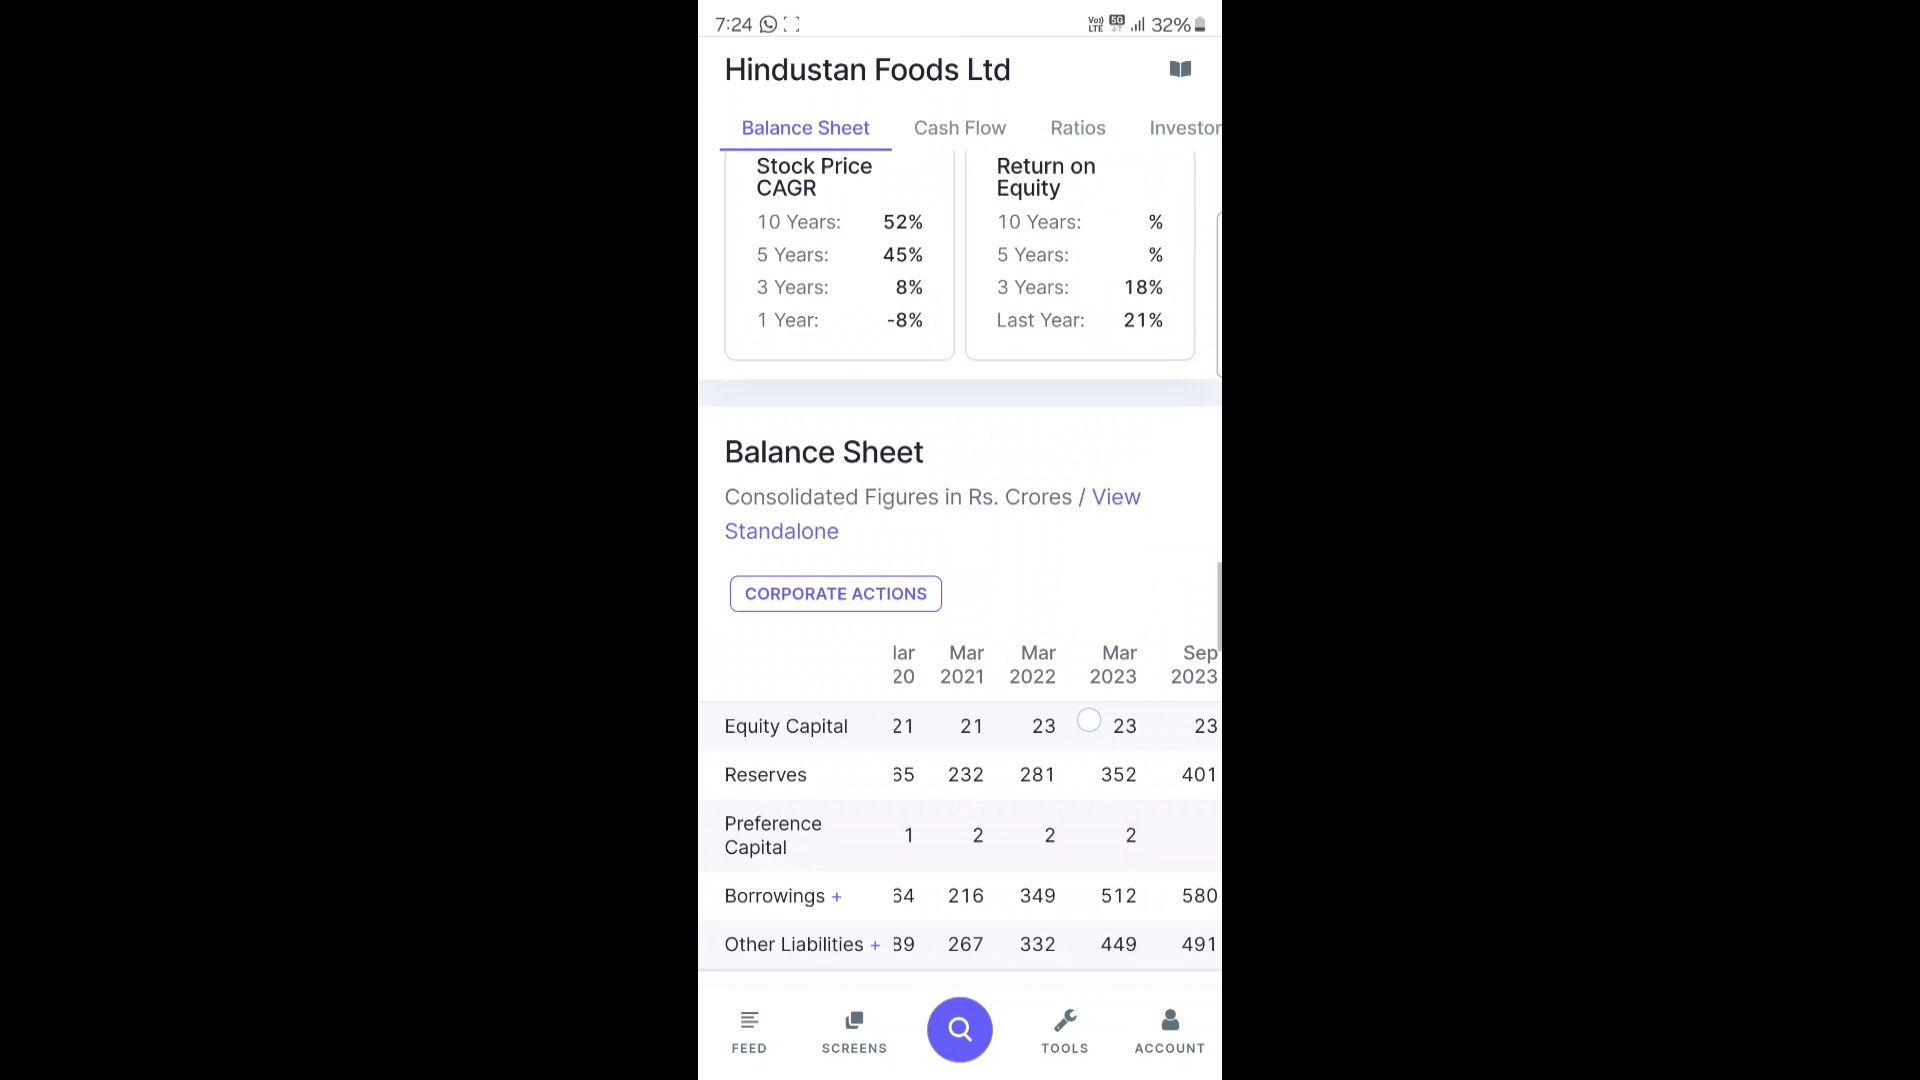 7:24 Vo)) LTE 5G 32%
Hindustan Foods Ltd
Balance Sheet Cash Flow Ratios Investor
Stock Price CAGR
10 Years: 52%
5 Years: 45%
3 Years: 8%
1 Year: -8%
Return on Equity
10 Years: %
5 Years: %
3 Years: 18%
Last Year: 21%
Balance Sheet
Consolidated Figures in Rs. Crores / View
Standalone
CORPORATE ACTIONS
Mar Mar Mar Sep
20 2021 2022 2023 2023
Equity Capital 21 21 23 23 23
Reserves 232 281 352 401
Preference
Capital 1 2 2 2
Borrowings + 216 349 512 580
Other Liabilities + 267 332 449 491
FEED SCREENS TOOLS ACCOUNT